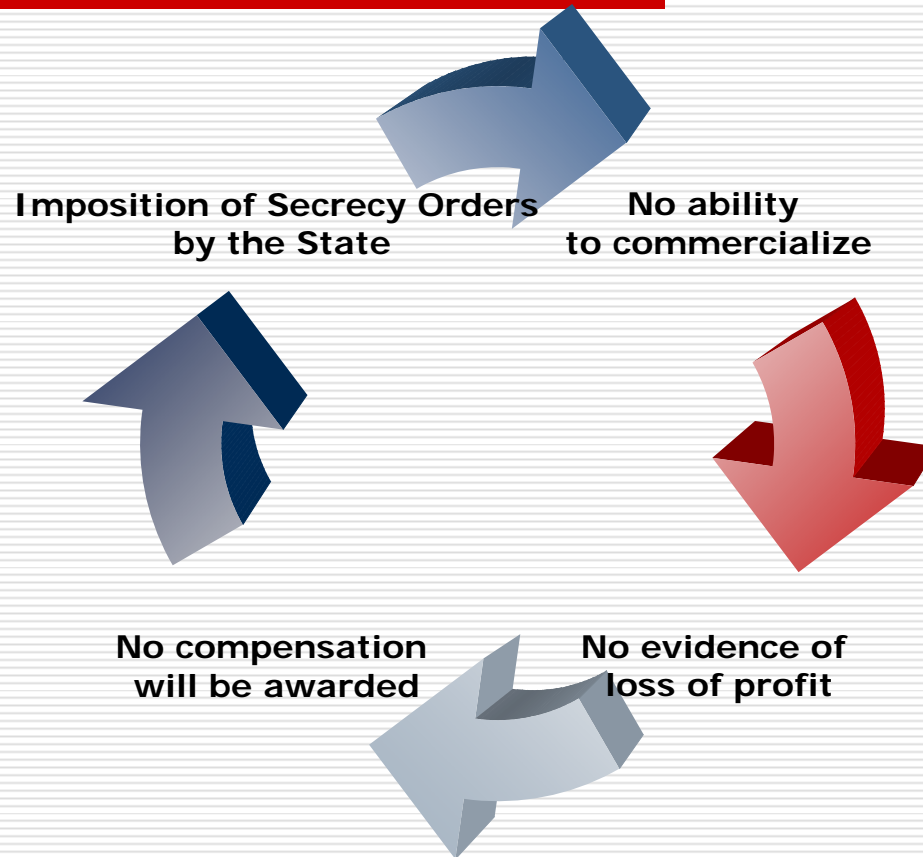 Imposition of Secrecy Orders
by the State
No ability
to commercialize
No evidence of
loss of profit
No compensation
will be awarded